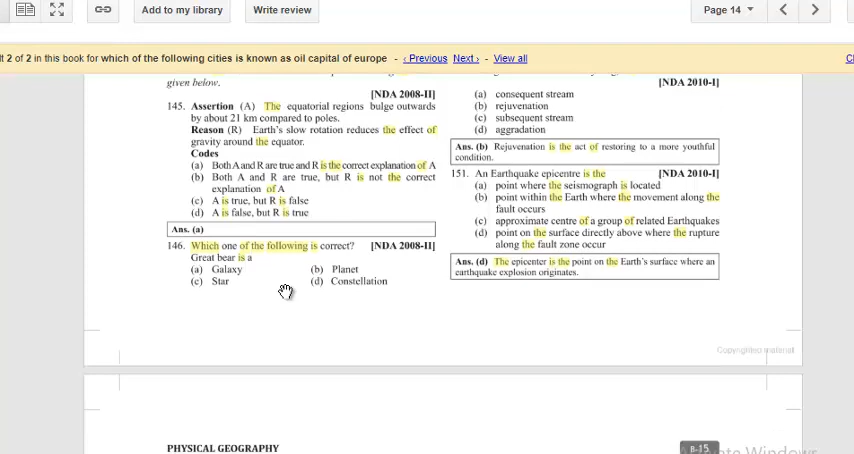 Add to my library
Write review
Page 14
2 of 2 in this book for which of the following cities is known as oil capital of europe - ‹ Previous Next › - View all
given below.
[NDA 2008-II]
145. Assertion (A) The equatorial regions bulge outwards
by about 21 km compared to poles.
Reason (R) Earth's slow rotation reduces the effect of
gravity around the equator.
Codes
(a) Both A and R are true and R is the correct explanation of A
(b) Both A and R are true, but R is not the correct
explanation of A
(c) A is true, but R is false
(d) A is false, but R is true
Ans. (a)
146. Which one of the following is correct? [NDA 2008-II]
Great bear is a
(a) Galaxy (b) Planet
(c) Star (d) Constellation
[NDA 2010-I]
(a) consequent stream
(b) rejuvenation
(c) subsequent stream
(d) aggradation
Ans. (b) Rejuvenation is the act of restoring to a more youthful
condition.
151. An Earthquake epicentre is the [NDA 2010-I]
(a) point where the seismograph is located
(b) point within the Earth where the movement along the
fault occurs
(c) approximate centre of a group of related Earthquakes
(d) point on the surface directly above where the rupture
along the fault zone occur
Ans. (d) The epicenter is the point on the Earth's surface where an
earthquake explosion originates.
Copyrighted material
PHYSICAL GEOGRAPHY
B-15
Windows